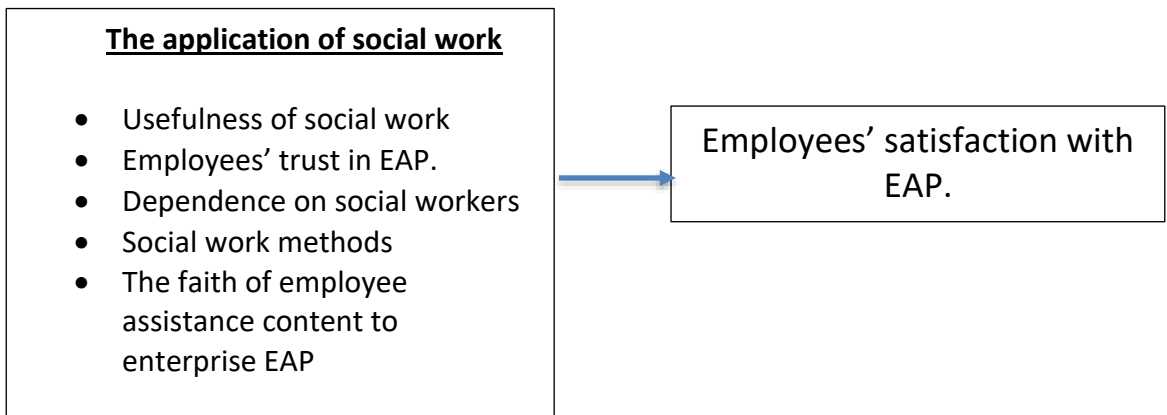 The application of social work
• Usefulness of social work
• Employees’ trust in EAP.
• Dependence on social workers
• Social work methods
• The faith of employee
assistance content to
enterprise EAP
Employees’ satisfaction with
EAP.